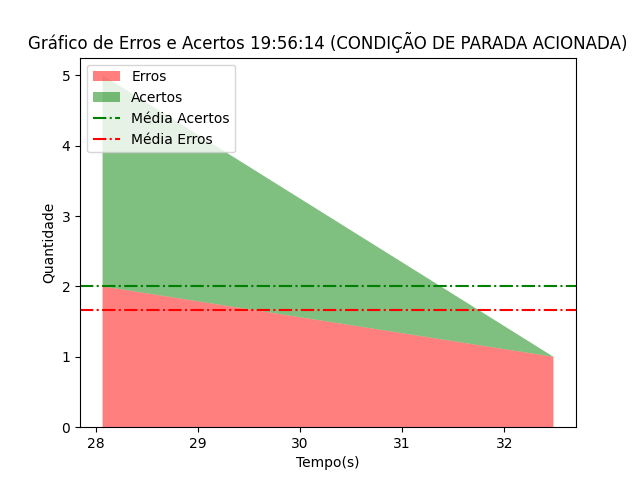 Gráfico de Erros e Acertos 19:56:14 (CONDIÇÃO DE PARADA ACIONADA)
Erros
Acertos
Média Acertos
Média Erros
Quantidade
5
4
3
2
1
0
28
29
30
31
32
Tempo(s)